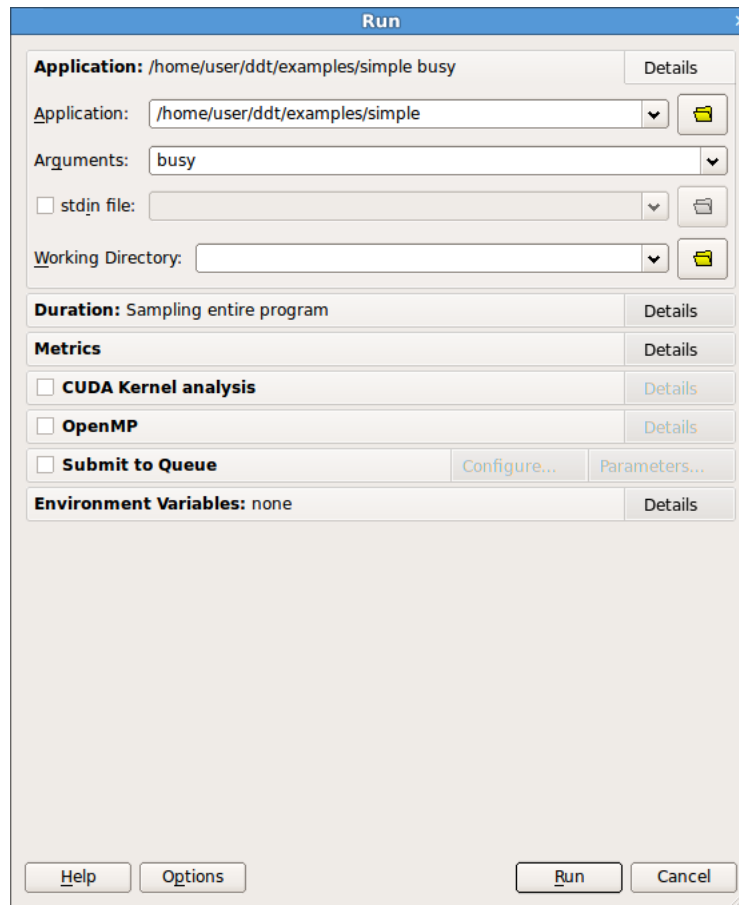 Run
Application: /home/user/ddt/examples/simple busy Details
Application: /home/user/ddt/examples/simple
Arguments: busy
stdin file:
Working Directory:
Duration: Sampling entire program Details
Metrics Details
CUDA Kernel analysis Details
OpenMP Details
Submit to Queue Configure... Parameters...
Environment Variables: none Details
Help Options Run Cancel